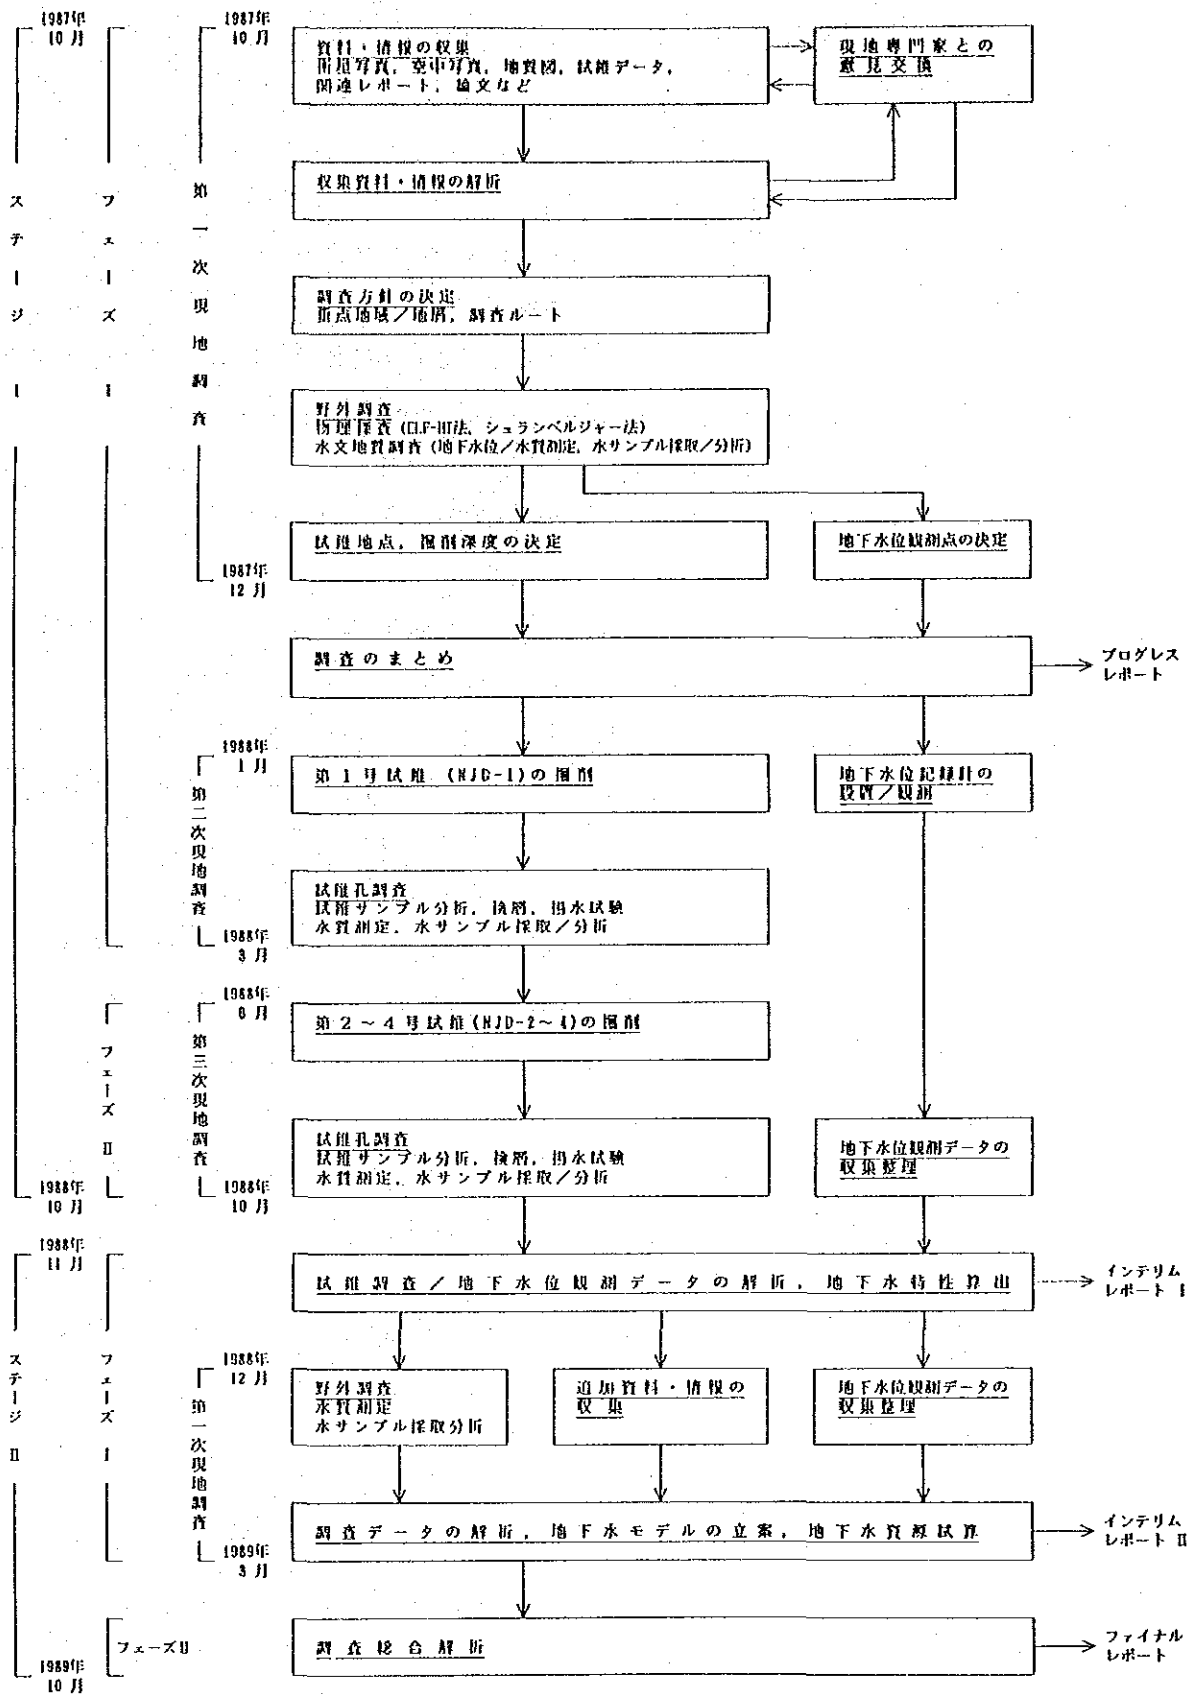 1987年
10 月
1987年
10 月
資料・情報の収集
衛星写真, 空中写真, 地質図, 試錐データ,
関連レポート, 論文など
現地専門家との
意見交換
収集資料・情報の解析
ステージ I
フェーズ I
第一次現地調査
調査方針の決定
重点地域／地層, 調査ルート
野外調査
物理探査 (ELF-MT法, シュランベルジャー法)
水文地質調査 (地下水位／水質測定, 水サンプル採取／分析)
試錐地点, 掘削深度の決定
地下水位観測点の決定
1987年
12 月
調査のまとめ
プログレス
レポート
1988年
1 月
第1号試錐 (NJD-1)の掘削
地下水位記録計の
設置／観測
第二次現地調査
試錐孔調査
試錐サンプル分析, 検層, 揚水試験
水質測定, 水サンプル採取／分析
1988年
3 月
1988年
6 月
第2～4号試錐(NJD-2～4)の掘削
フェーズ II
第三次現地調査
試錐孔調査
試錐サンプル分析, 検層, 揚水試験
水質測定, 水サンプル採取／分析
地下水位観測データの
収集整理
1988年
10 月
1988年
10 月
1988年
11 月
試錐調査／地下水位観測データの解析, 地下水特性算出
インテリム
レポート I
ステージ II
フェーズ I
1988年
12 月
第一次現地調査
野外調査
水質測定
水サンプル採取分析
追加資料・情報の
収集
地下水位観測データの
収集整理
調査データの解析, 地下水モデルの立案, 地下水資源試算
インテリム
レポート II
1989年
3 月
フェーズII
調査総合解析
ファイナル
レポート
1989年
10 月